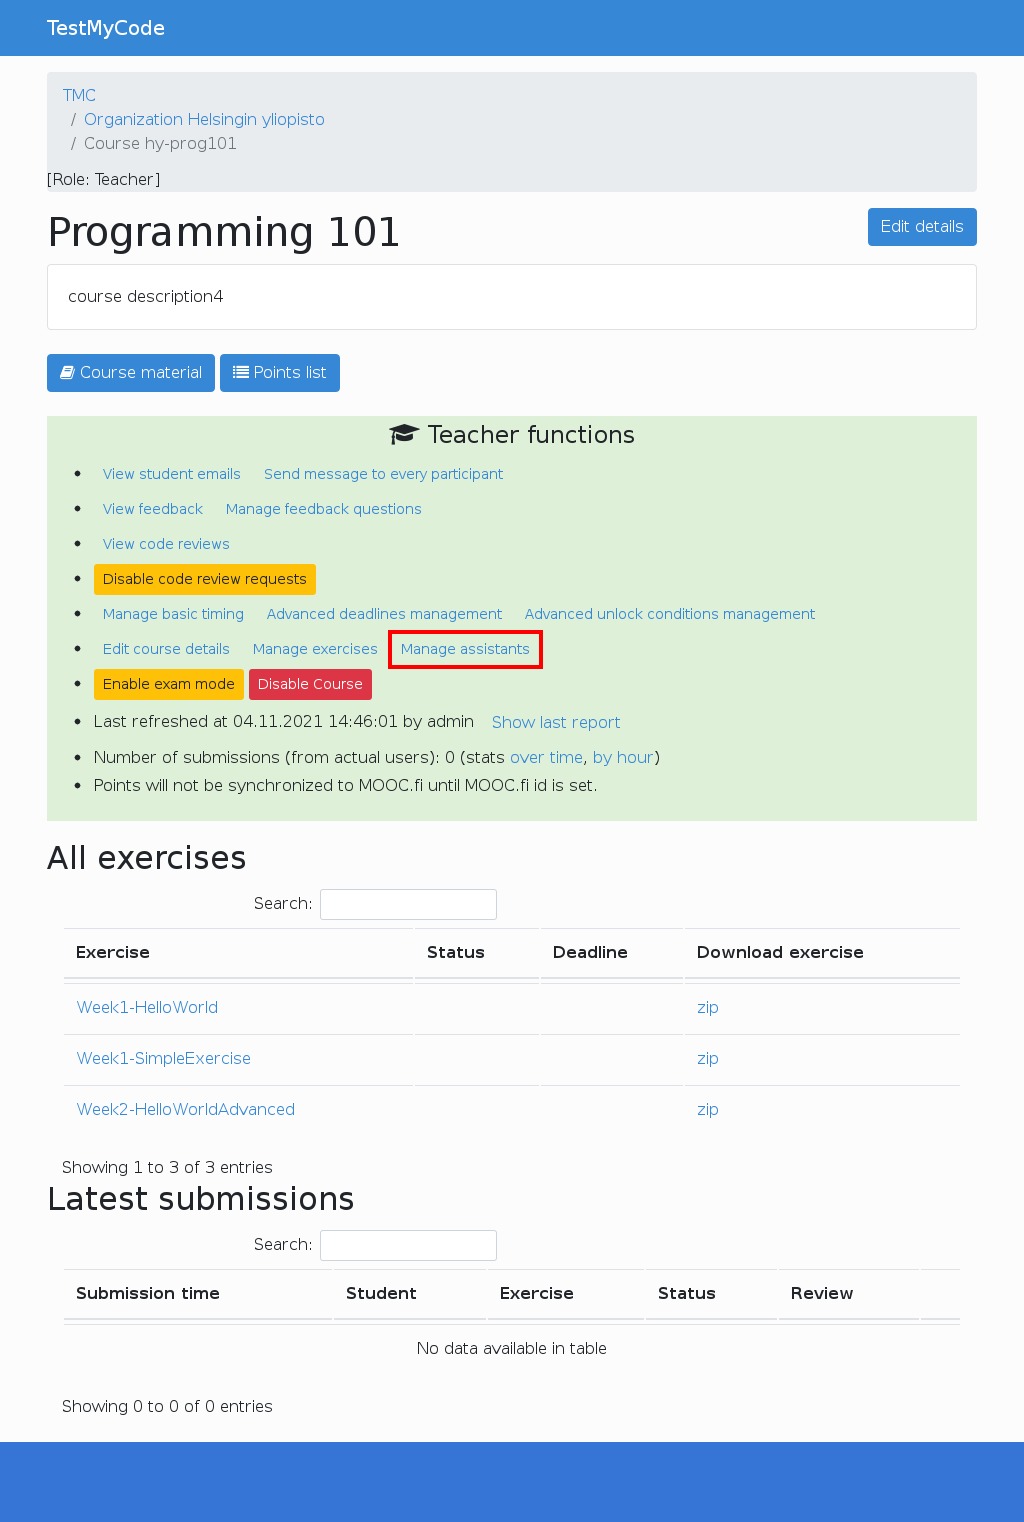 TestMyCode
TMC
/ Organization Helsingin yliopisto
/ Course hy-prog101
[Role: Teacher]
Programming 101
Edit details
course description4
Course material Points list
Teacher functions
• View student emails Send message to every participant
• View feedback Manage feedback questions
• View code reviews
• Disable code review requests
• Manage basic timing Advanced deadlines management Advanced unlock conditions management
• Edit course details Manage exercises Manage assistants
• Enable exam mode Disable Course
• Last refreshed at 04.11.2021 14:46:01 by admin Show last report
• Number of submissions (from actual users): 0 (stats over time, by hour)
• Points will not be synchronized to MOOC.fi until MOOC.fi id is set.
All exercises
Search:
Exercise Status Deadline Download exercise
Week1-HelloWorld zip
Week1-SimpleExercise zip
Week2-HelloWorldAdvanced zip
Showing 1 to 3 of 3 entries
Latest submissions
Search:
Submission time Student Exercise Status Review
No data available in table
Showing 0 to 0 of 0 entries